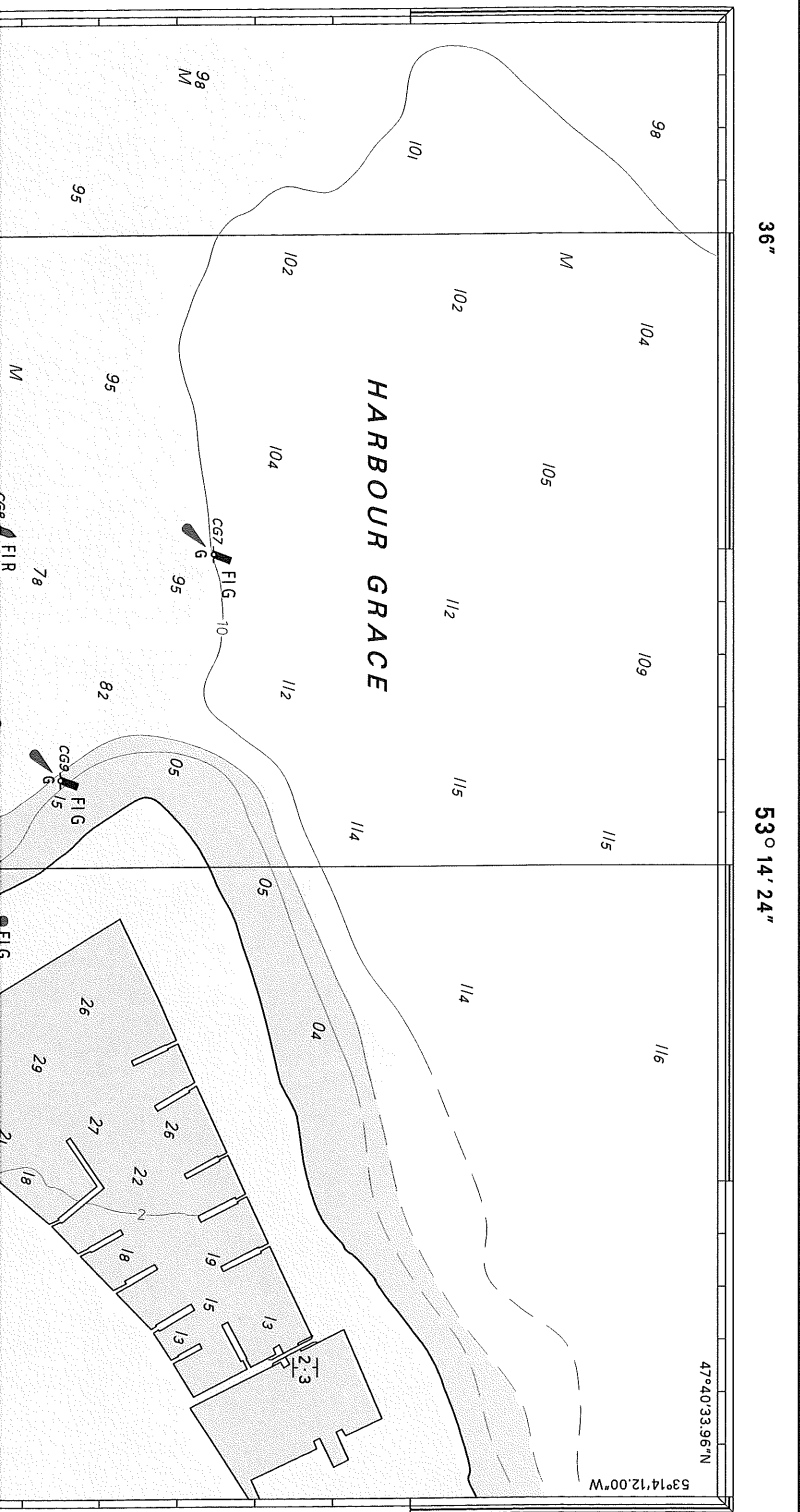 36"
53° 14' 24"
47°40'33.96"N
53°14'12.00"W
HARBOUR GRACE
9₈
M
9₅
M
9₅
10₁
9₈
10₂
M
10₂
10₄
10₄
10₅
CG7
Fl G
G
9₅
10
Fl R
7₈
8₂
11₂
11₂
10₉
CG9
Fl G
G
1₅
0₅
11₄
11₅
11₅
0₅
Fl G
0₄
11₄
11₆
2₆
2₉
2₇
2₆
2₂
1₈
2
1₈
1₉
1₅
1₃
1₃
2·3